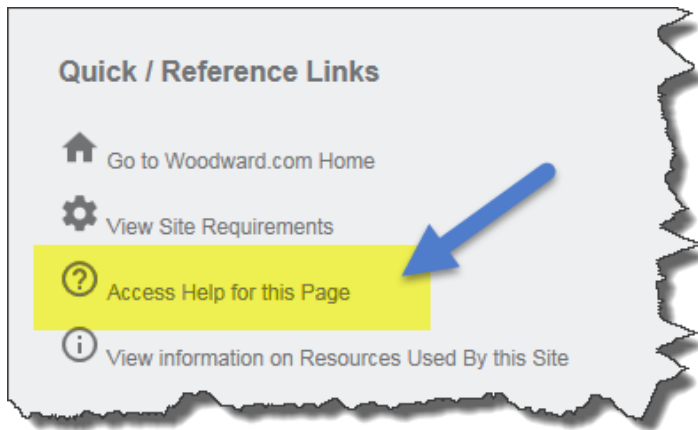 Quick / Reference Links
Go to Woodward.com Home
View Site Requirements
Access Help for this Page
View information on Resources Used By this Site